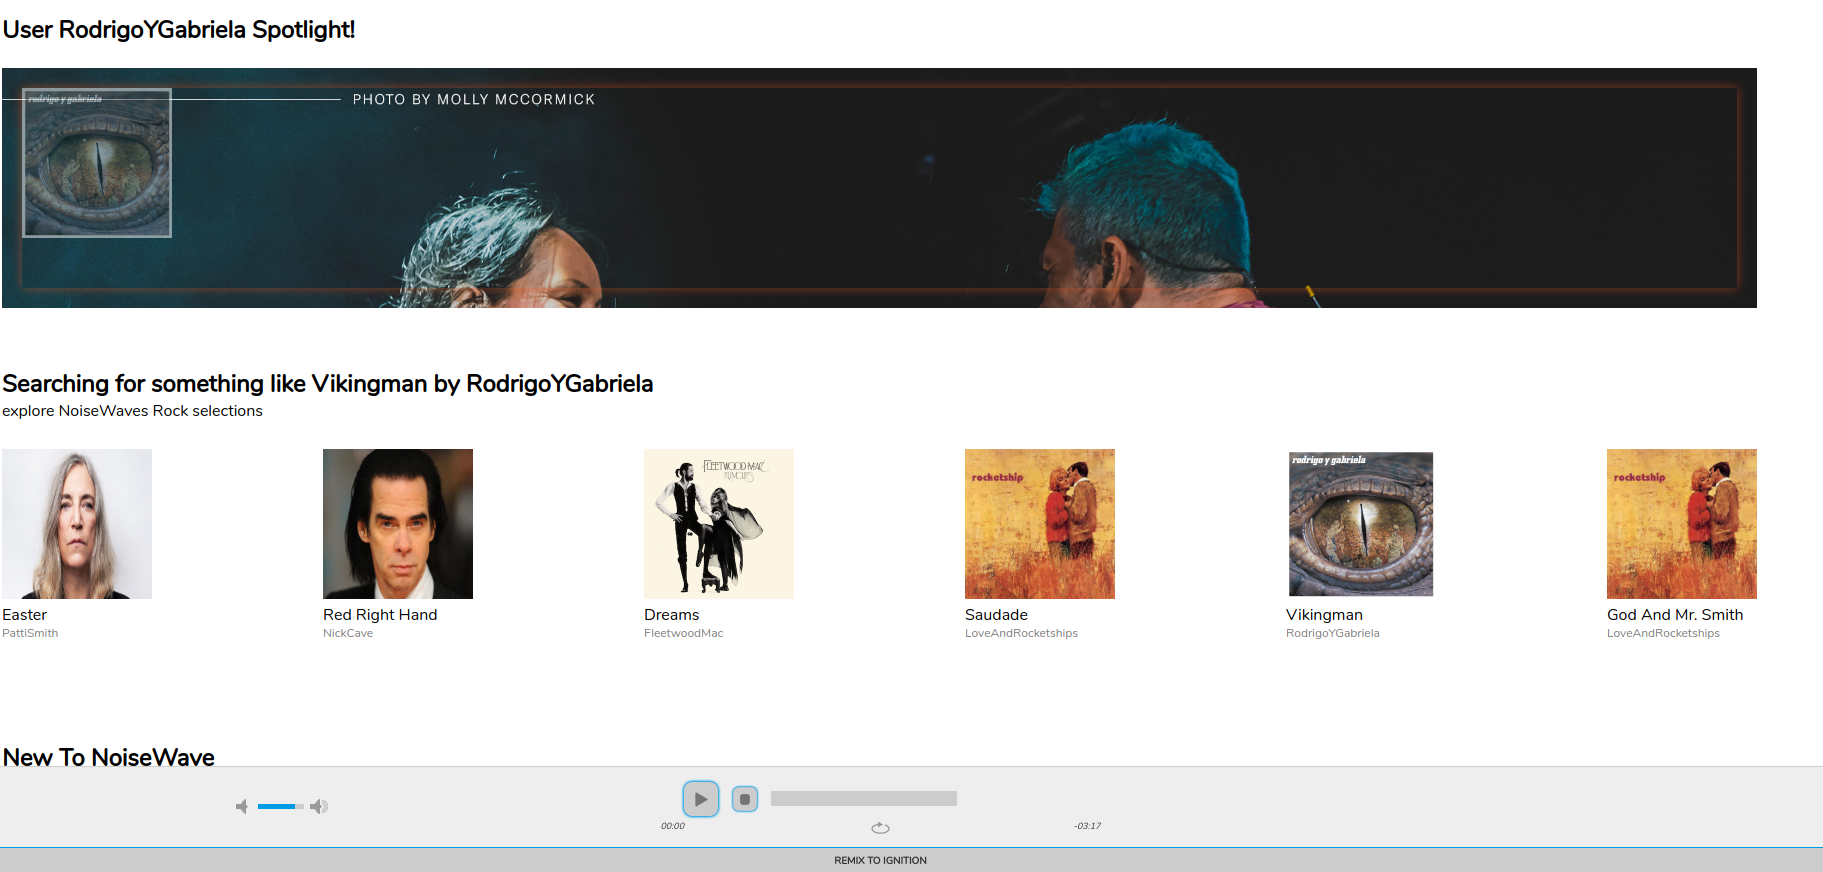 User RodrigoYGabriela Spotlight!
rodrigo y gabriela
PHOTO BY MOLLY MCCORMICK
Searching for something like Vikingman by RodrigoYGabriela
explore NoiseWaves Rock selections
FLEETWOOD MAC
RUMOURS
rocketship
rodrigo y gabriela
rocketship
Easter
PattiSmith
Red Right Hand
NickCave
Dreams
FleetwoodMac
Saudade
LoveAndRocketships
Vikingman
RodrigoYGabriela
God And Mr. Smith
LoveAndRocketships
New To NoiseWave
00:00
-03:17
REMIX TO IGNITION